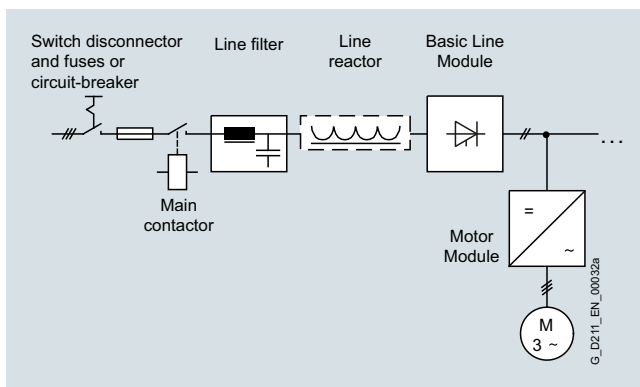 Switch disconnector
and fuses or
circuit-breaker
Line filter
Line
reactor
Basic Line
Module
Main
contactor
...
=
~
Motor
Module
M
3 ~
G_D211_EN_00032a